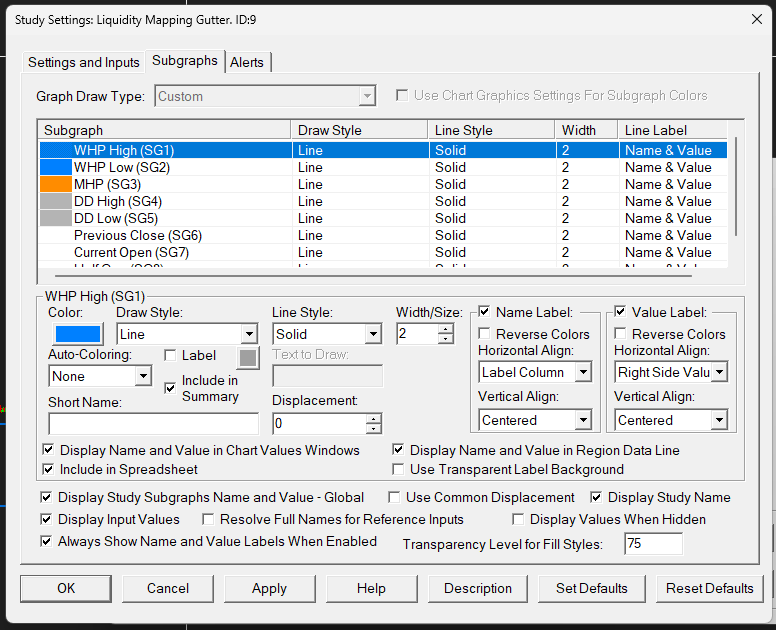 Study Settings: Liquidity Mapping Gutter. ID:9
Settings and Inputs Subgraphs Alerts
Graph Draw Type: Custom Use Chart Graphics Settings For Subgraph Colors
Subgraph Draw Style Line Style Width Line Label
WHP High (SG1) Line Solid 2 Name & Value
WHP Low (SG2) Line Solid 2 Name & Value
MHP (SG3) Line Solid 2 Name & Value
DD High (SG4) Line Solid 2 Name & Value
DD Low (SG5) Line Solid 2 Name & Value
Previous Close (SG6) Line Solid 2 Name & Value
Current Open (SG7) Line Solid 2 Name & Value
WHP High (SG1)
Color: Draw Style: Line Style: Width/Size: Name Label: Value Label:
Line Solid 2 Reverse Colors Reverse Colors
Auto-Coloring: Label Text to Draw: Horizontal Align: Horizontal Align:
None Include in Summary Label Column Right Side Valu
Short Name: Displacement: Vertical Align: Vertical Align:
0 Centered Centered
Display Name and Value in Chart Values Windows Display Name and Value in Region Data Line
Include in Spreadsheet Use Transparent Label Background
Display Study Subgraphs Name and Value - Global Use Common Displacement Display Study Name
Display Input Values Resolve Full Names for Reference Inputs Display Values When Hidden
Always Show Name and Value Labels When Enabled Transparency Level for Fill Styles: 75
OK Cancel Apply Help Description Set Defaults Reset Defaults